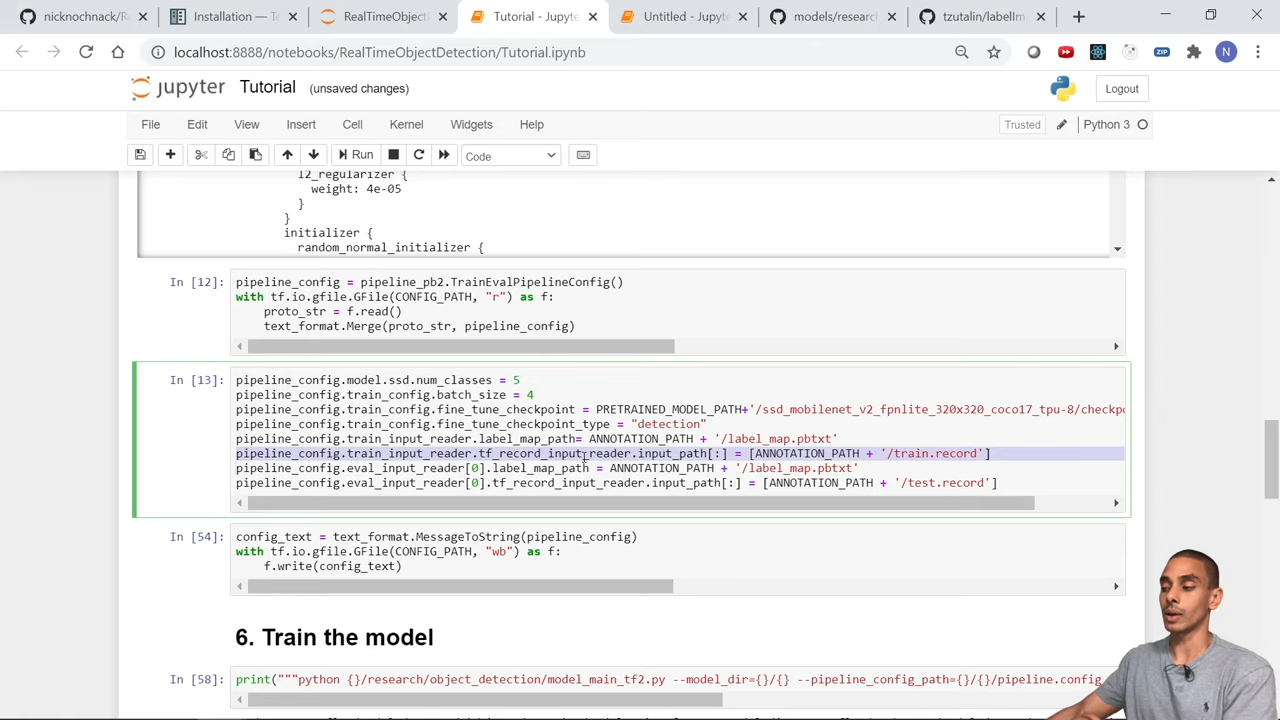 nicknochnack/R
Installation — Te
RealTimeObjecti
Tutorial - Jupyter
Untitled - Jupyte
models/research
tzutalin/labelIm
localhost:8888/notebooks/RealTimeObjectDetection/Tutorial.ipynb
ZIP
N
jupyter Tutorial (unsaved changes)
Logout
File Edit View Insert Cell Kernel Widgets Help
Trusted Python 3
Run Code
l2_regularizer {
weight: 4e-05
}
}
initializer {
random_normal_initializer {
In [12]: pipeline_config = pipeline_pb2.TrainEvalPipelineConfig()
with tf.io.gfile.GFile(CONFIG_PATH, "r") as f:
proto_str = f.read()
text_format.Merge(proto_str, pipeline_config)
In [13]: pipeline_config.model.ssd.num_classes = 5
pipeline_config.train_config.batch_size = 4
pipeline_config.train_config.fine_tune_checkpoint = PRETRAINED_MODEL_PATH+'/ssd_mobilenet_v2_fpnlite_320x320_coco17_tpu-8/checkpo
pipeline_config.train_config.fine_tune_checkpoint_type = "detection"
pipeline_config.train_input_reader.label_map_path= ANNOTATION_PATH + '/label_map.pbtxt'
pipeline_config.train_input_reader.tf_record_input_reader.input_path[:] = [ANNOTATION_PATH + '/train.record']
pipeline_config.eval_input_reader[0].label_map_path = ANNOTATION_PATH + '/label_map.pbtxt'
pipeline_config.eval_input_reader[0].tf_record_input_reader.input_path[:] = [ANNOTATION_PATH + '/test.record']
In [54]: config_text = text_format.MessageToString(pipeline_config)
with tf.io.gfile.GFile(CONFIG_PATH, "wb") as f:
f.write(config_text)
6. Train the model
In [58]: print("""python {}/research/object_detection/model_main_tf2.py --model_dir={}/{} --pipeline_config_path={}/{}/pipeline.config